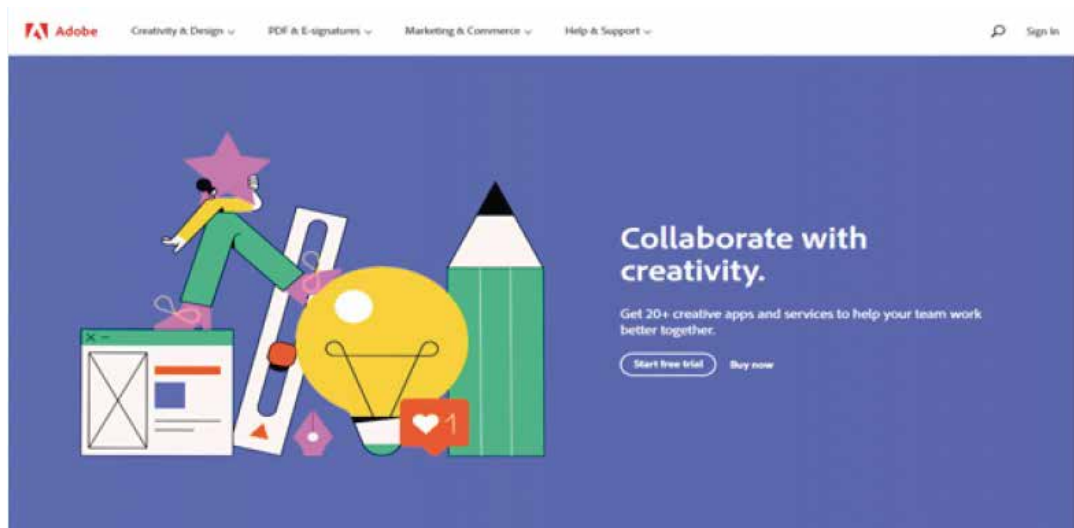 Adobe Creativity & Design PDF & E-signatures Marketing & Commerce Help & Support Sign In
Collaborate with
creativity.
Get 20+ creative apps and services to help your team work
better together.
Start free trial Buy now
1